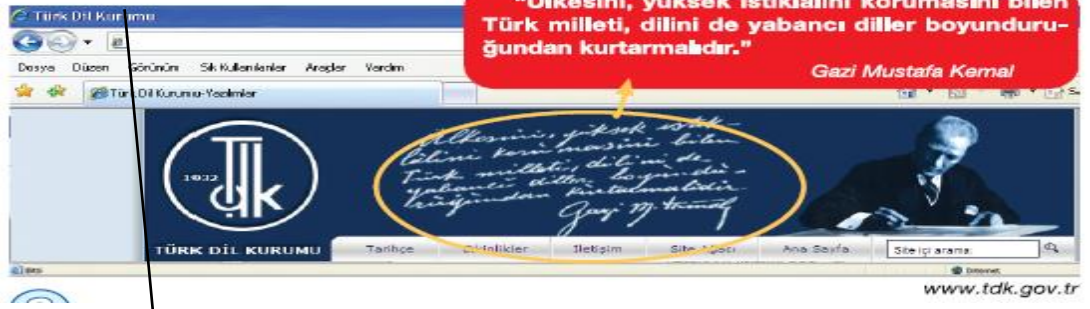 Türk Dil Kurumu
"Ülkesini, yüksek istiklalini korumasını bilen
Türk milleti, dilini de yabancı diller boyunduru-
ğundan kurtarmalıdır."
Gazi Mustafa Kemal
Dosya Düzen Görünüm Sık Kullanılanlar Araçlar Yardım
Türk Dil Kurumu-Yazılımlar
Ülkesini, yüksek istik-
lâlini korumasını bilen
Türk milleti, dilini de
yabancı diller boyundu-
ruğundan kurtarmalıdır.
Gazi M. Kemal
1932
TDK
TÜRK DİL KURUMU
Tarihçe Etkinlikler İletişim Site Ağacı Ana Sayfa Site içi arama:
Internet
www.tdk.gov.tr